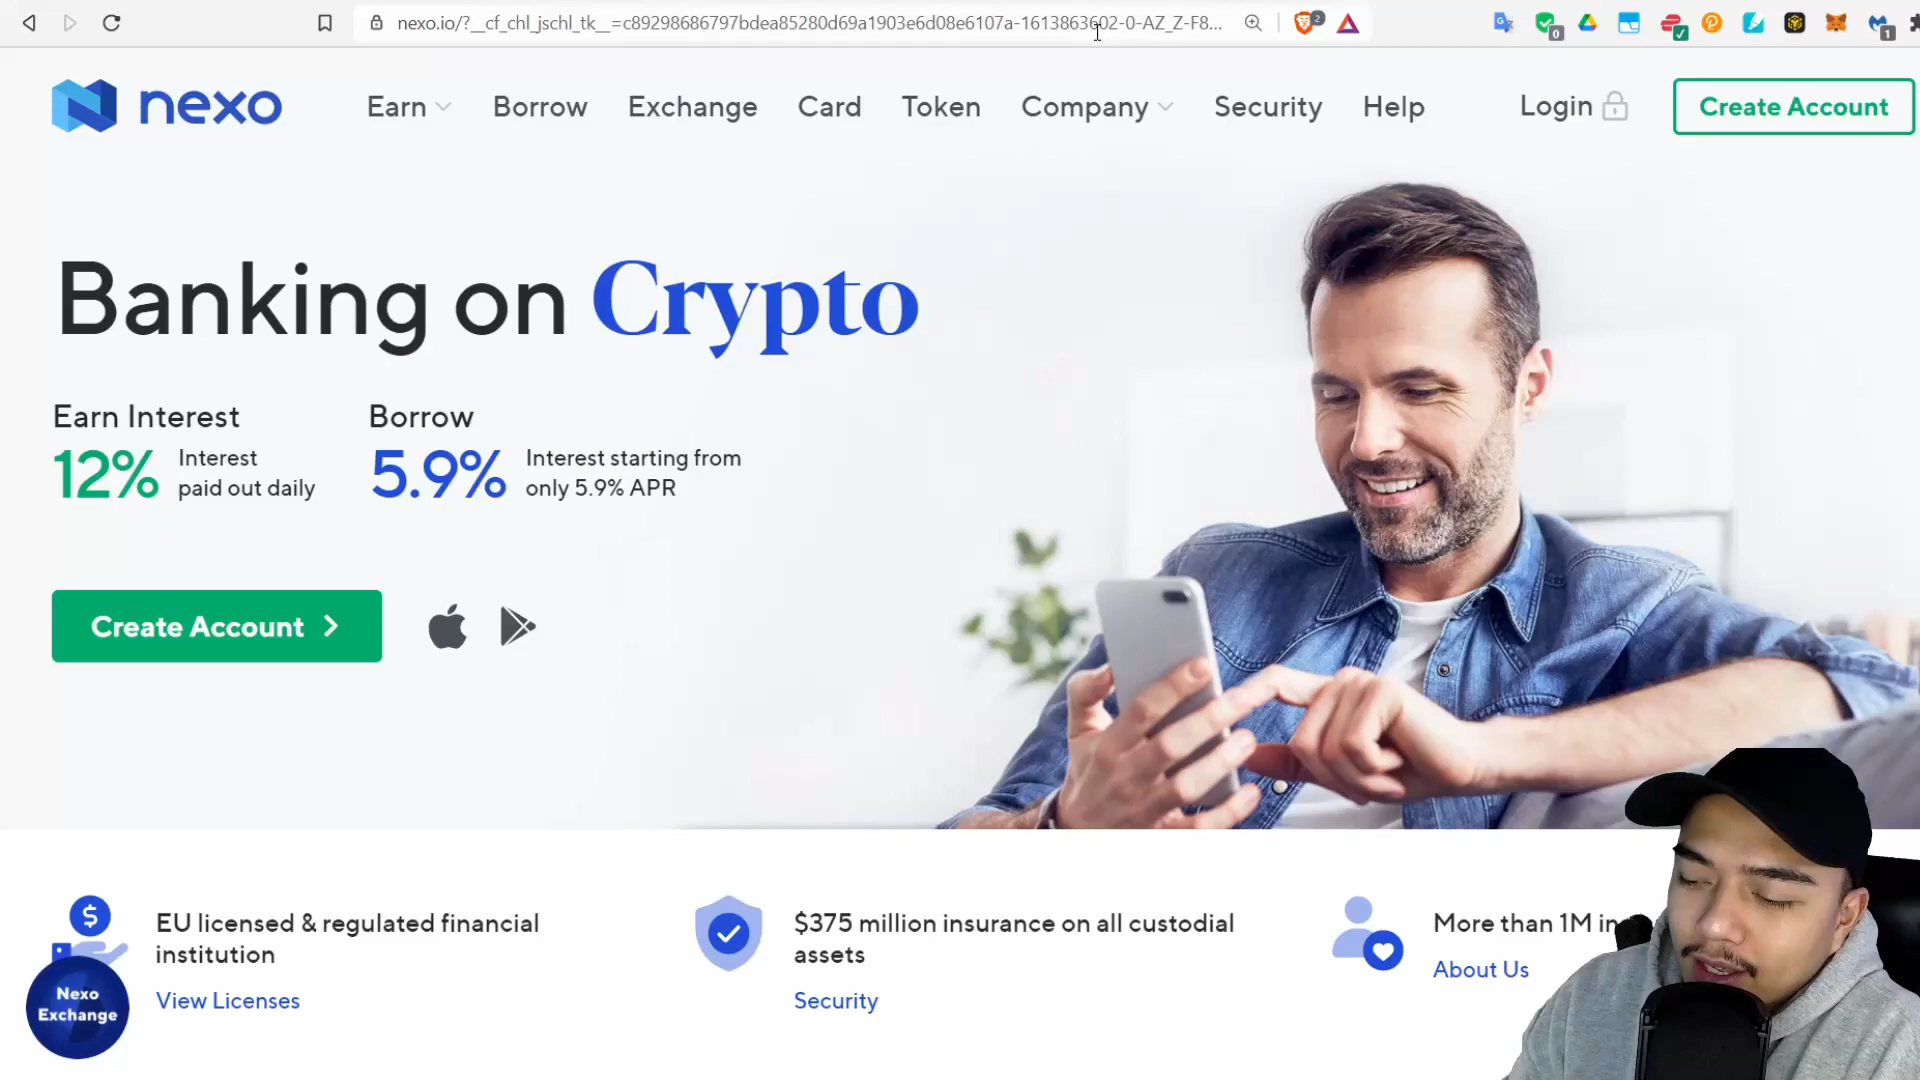 nexo.io/?__cf_chl_jschl_tk__=c89298686797bdea85280d69a1903e6d08e6107a-1613863602-0-AZ_Z-F8...
2
0
1
nexo
Earn
Borrow
Exchange
Card
Token
Company
Security
Help
Login
Create Account
Banking on Crypto
Earn Interest
12%
Interest
paid out daily
Borrow
5.9%
Interest starting from
only 5.9% APR
Create Account
EU licensed & regulated financial
institution
View Licenses
$375 million insurance on all custodial
assets
Security
More than 1M
About Us
Nexo
Exchange